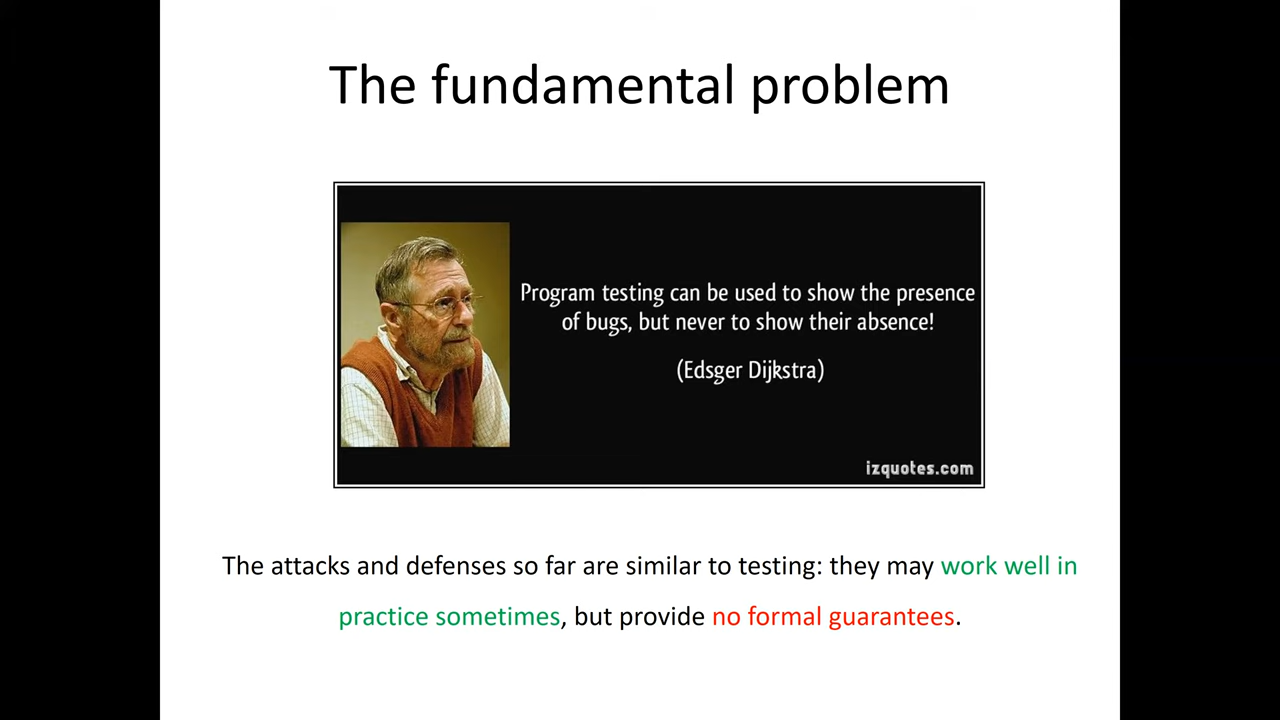 The fundamental problem
Program testing can be used to show the presence
of bugs, but never to show their absence!
(Edsger Dijkstra)
izquotes.com
The attacks and defenses so far are similar to testing: they may work well in
practice sometimes, but provide no formal guarantees.